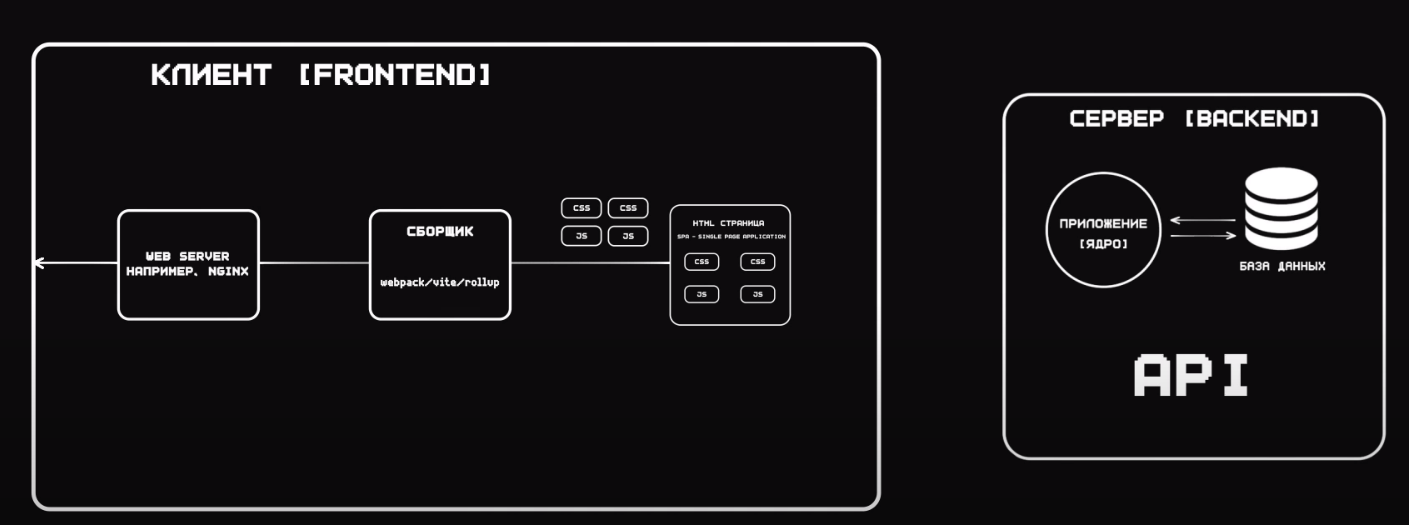 КЛИЕНТ [FRONTEND]
WEB SERVER
НАПРИМЕР, NGINX
СБОРЩИК
webpack/vite/rollup
CSS CSS
JS JS
HTML СТРАНИЦА
SPA - SINGLE PAGE APPLICATION
CSS CSS
JS JS
СЕРВЕР [BACKEND]
ПРИЛОЖЕНИЕ
[ЯДРО]
БАЗА ДАННЫХ
API